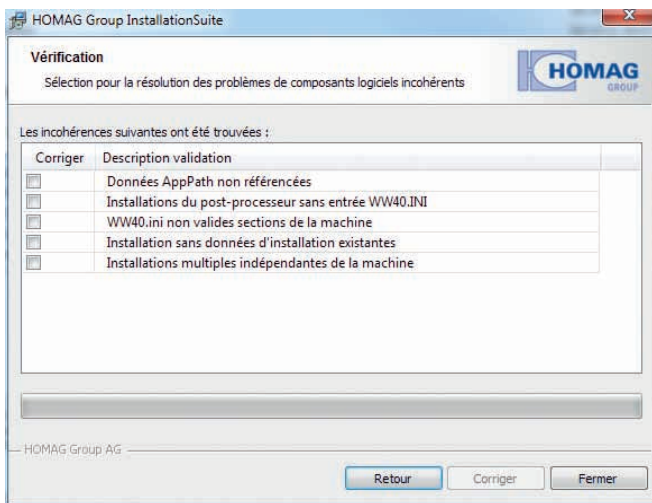 HOMAG Group InstallationSuite
X
Vérification
Sélection pour la résolution des problèmes de composants logiciels incohérents
HOMAG
GROUP
Les incohérences suivantes ont été trouvées :
Corriger Description validation
Données AppPath non référencées
Installations du post-processeur sans entrée WW40.INI
WW40.ini non valides sections de la machine
Installation sans données d'installation existantes
Installations multiples indépendantes de la machine
HOMAG Group AG
Retour Corriger Fermer